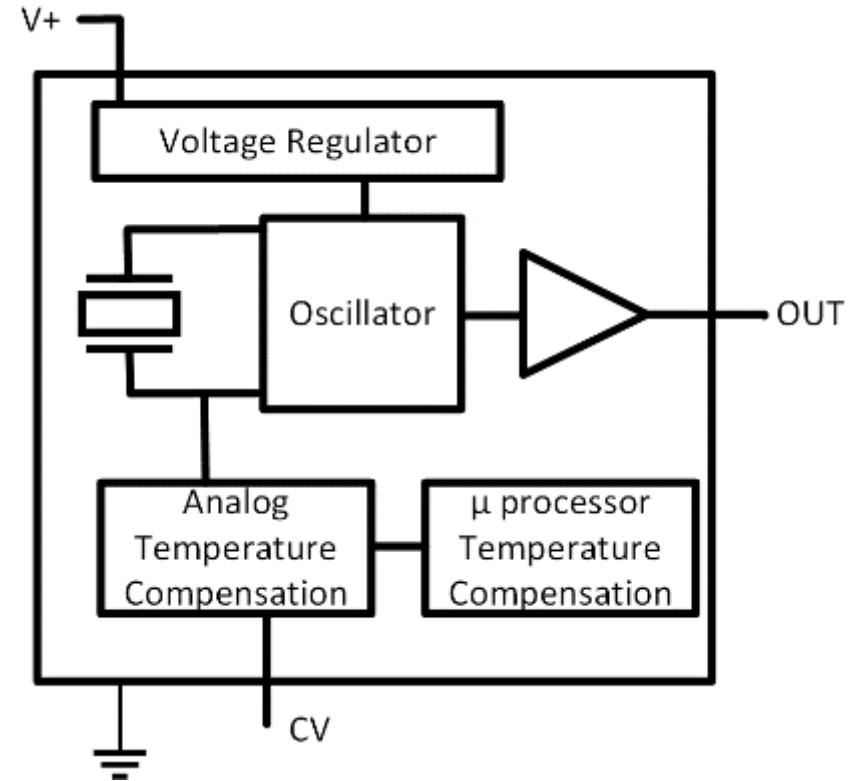 V+
Voltage Regulator
Oscillator
OUT
Analog
Temperature
Compensation
μ processor
Temperature
Compensation
CV